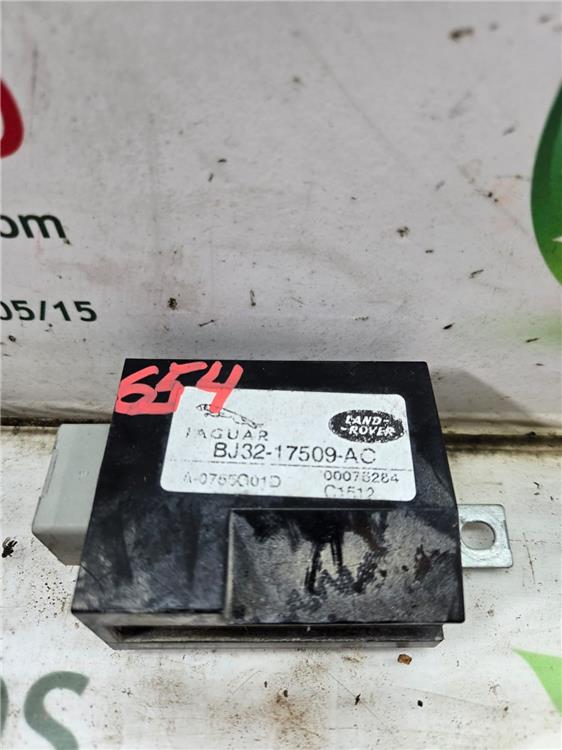 om
05/15
654
JAGUAR
LAND-
-ROVER
BJ32-17509-AC
A-0755G01D 00078284
C1512